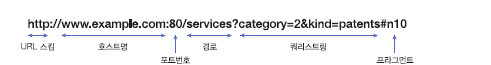 http://www.example.com:80/services?category=2&kind=patents#n10
URL 스킴 호스트명 경로 쿼리스트링
포트번호 프라그먼트